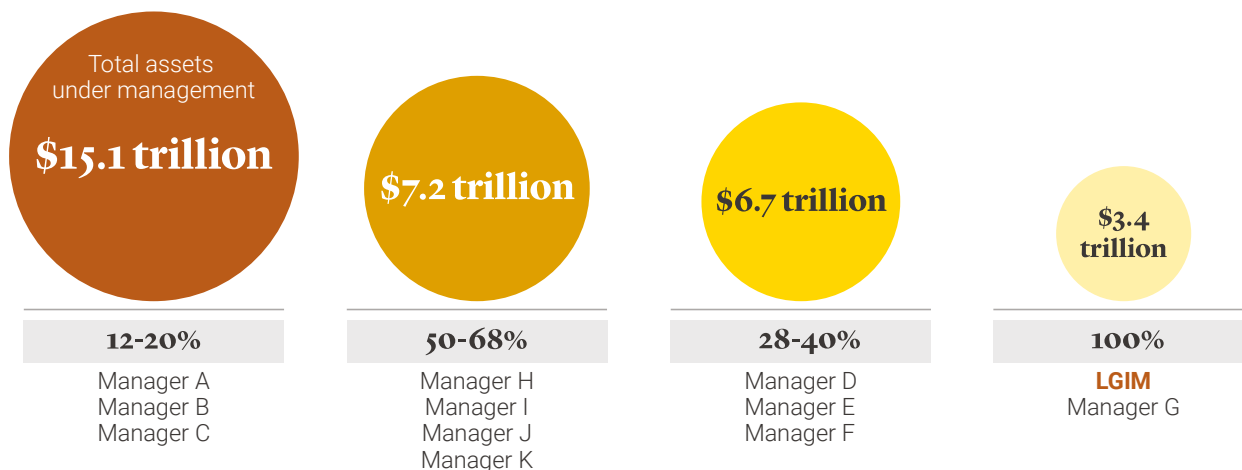 Total assets
under management
$15.1 trillion
$7.2 trillion
$6.7 trillion
$3.4
trillion
12-20%
50-68%
28-40%
100%
Manager A
Manager B
Manager C
Manager H
Manager I
Manager J
Manager K
Manager D
Manager E
Manager F
LGIM
Manager G